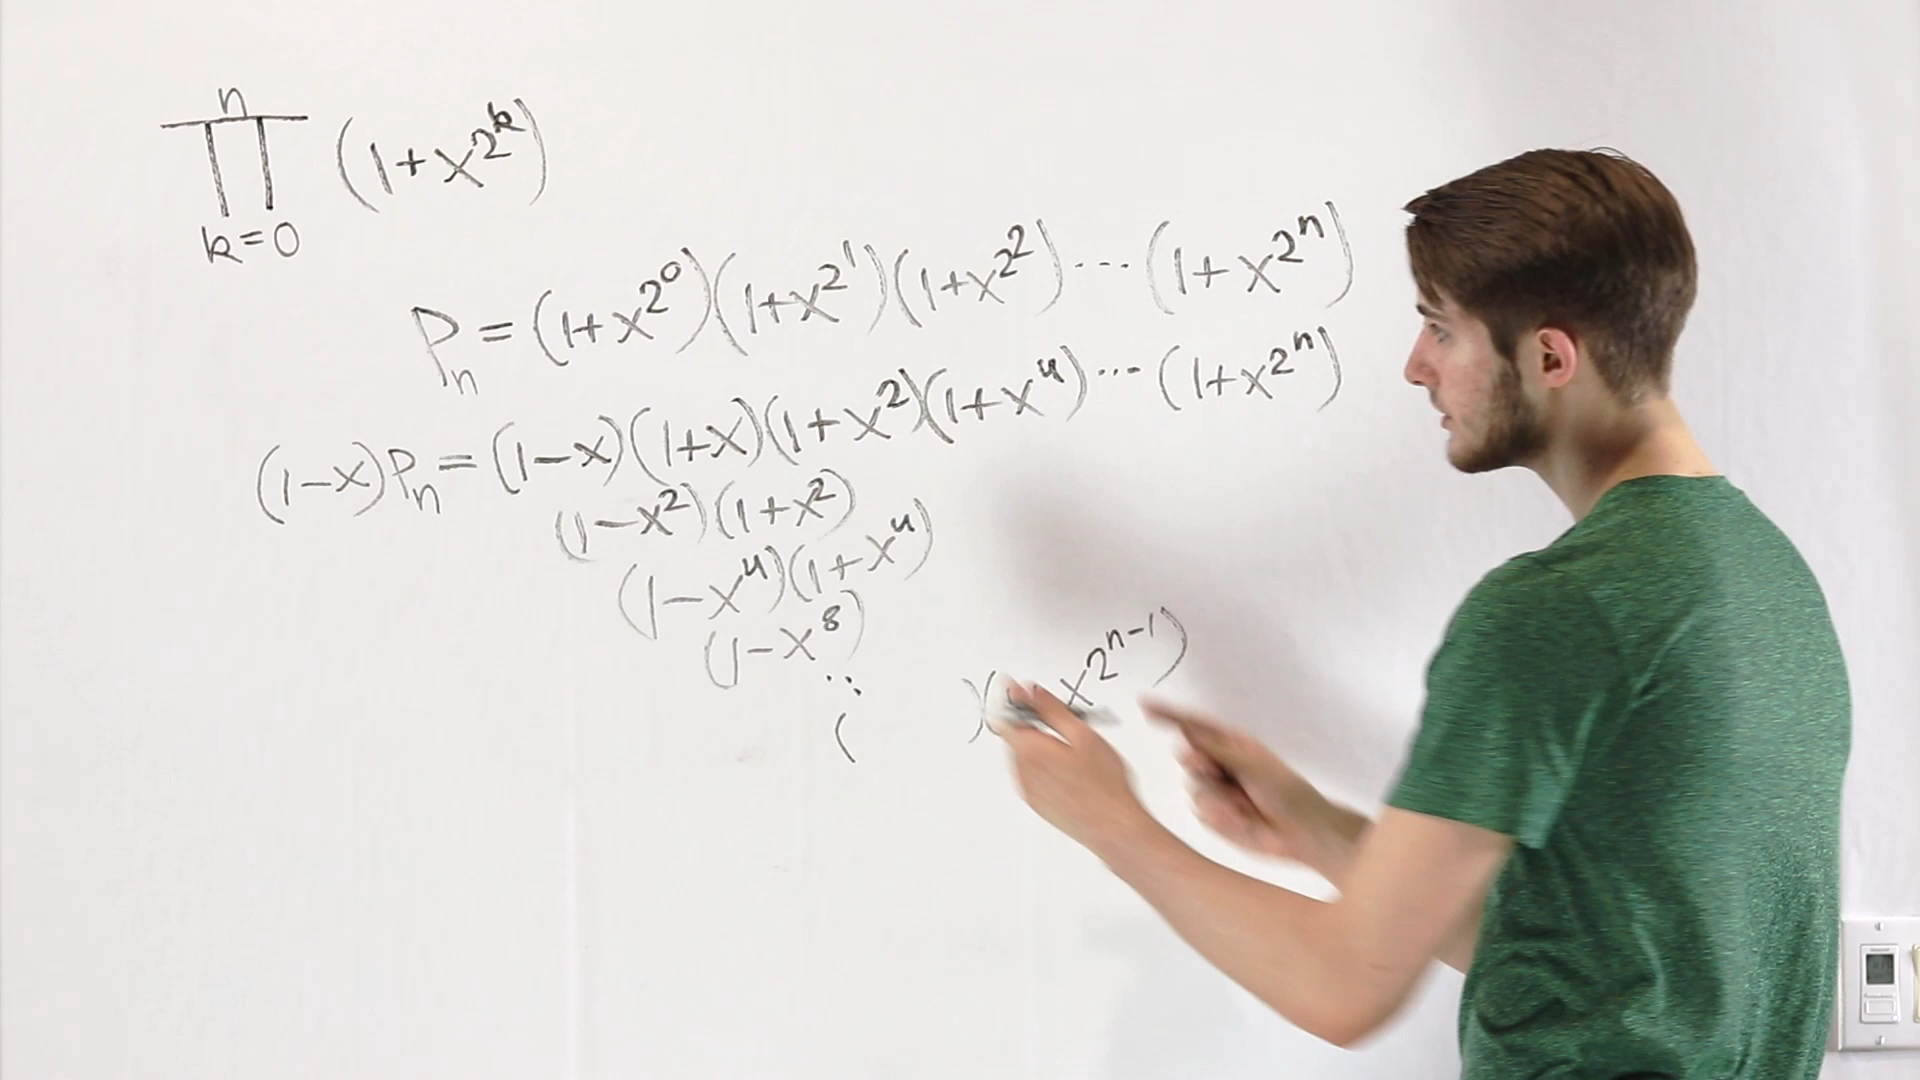 n
∏ (1+x^{2^k})
k=0
P_n = (1+x^{2^0})(1+x^{2^1})(1+x^{2^2})⋯(1+x^{2^n})
(1-x)P_n = (1-x)(1+x)(1+x^2)(1+x^4)⋯(1+x^{2^n})
(1-x^2)(1+x^2)
(1-x^4)(1+x^4)
(1-x^8)
⋱
( )( x^{2^{n-1}})